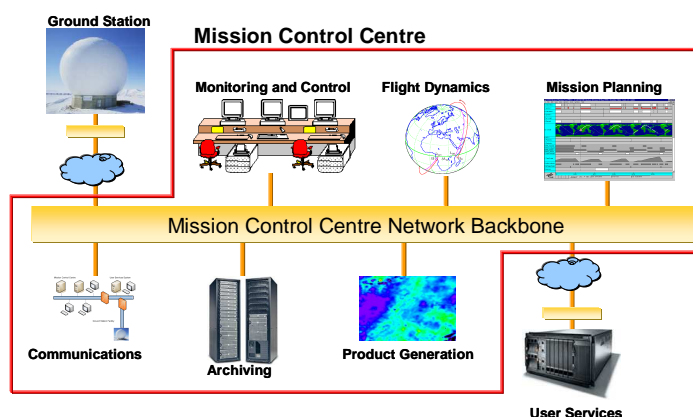 Ground Station
Mission Control Centre
Monitoring and Control
Flight Dynamics
Mission Planning
Mission Control Centre Network Backbone
Communications
Archiving
Product Generation
User Services